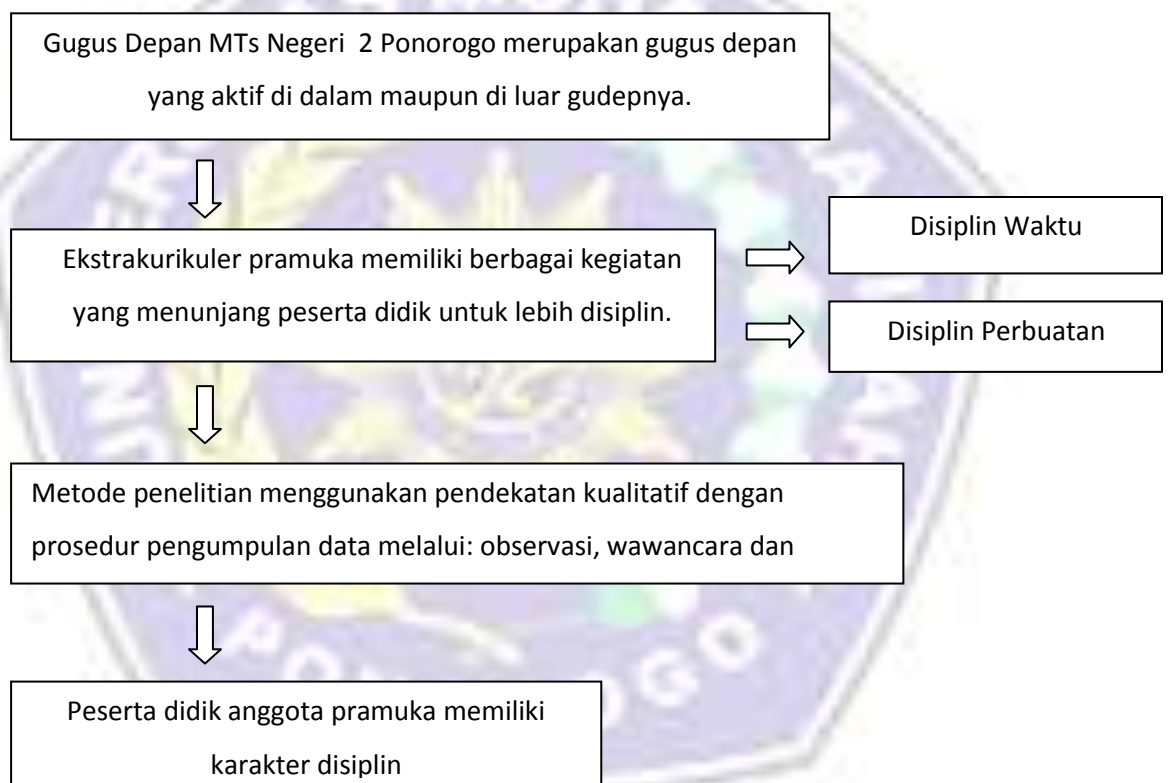 Gugus Depan MTs Negeri 2 Ponorogo merupakan gugus depan
yang aktif di dalam maupun di luar gudepnya.
Ekstrakurikuler pramuka memiliki berbagai kegiatan
yang menunjang peserta didik untuk lebih disiplin.
Disiplin Waktu
Disiplin Perbuatan
Metode penelitian menggunakan pendekatan kualitatif dengan
prosedur pengumpulan data melalui: observasi, wawancara dan
Peserta didik anggota pramuka memiliki
karakter disiplin